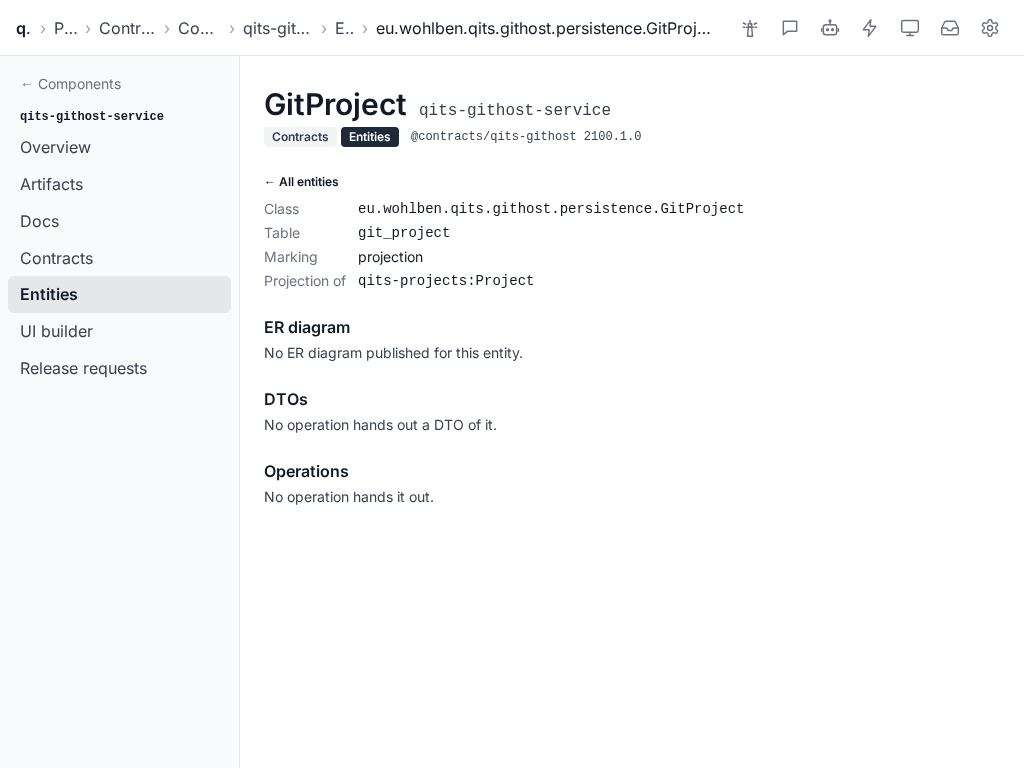 q. › P... › Contr... › Co... › qits-git... › E.. › eu.wohlben.qits.githost.persistence.GitProj...
← Components
qits-githost-service
Overview
Artifacts
Docs
Contracts
Entities
UI builder
Release requests
GitProject qits-githost-service
Contracts Entities @contracts/qits-githost 2100.1.0
← All entities
Class eu.wohlben.qits.githost.persistence.GitProject
Table git_project
Marking projection
Projection of qits-projects:Project
ER diagram
No ER diagram published for this entity.
DTOs
No operation hands out a DTO of it.
Operations
No operation hands it out.